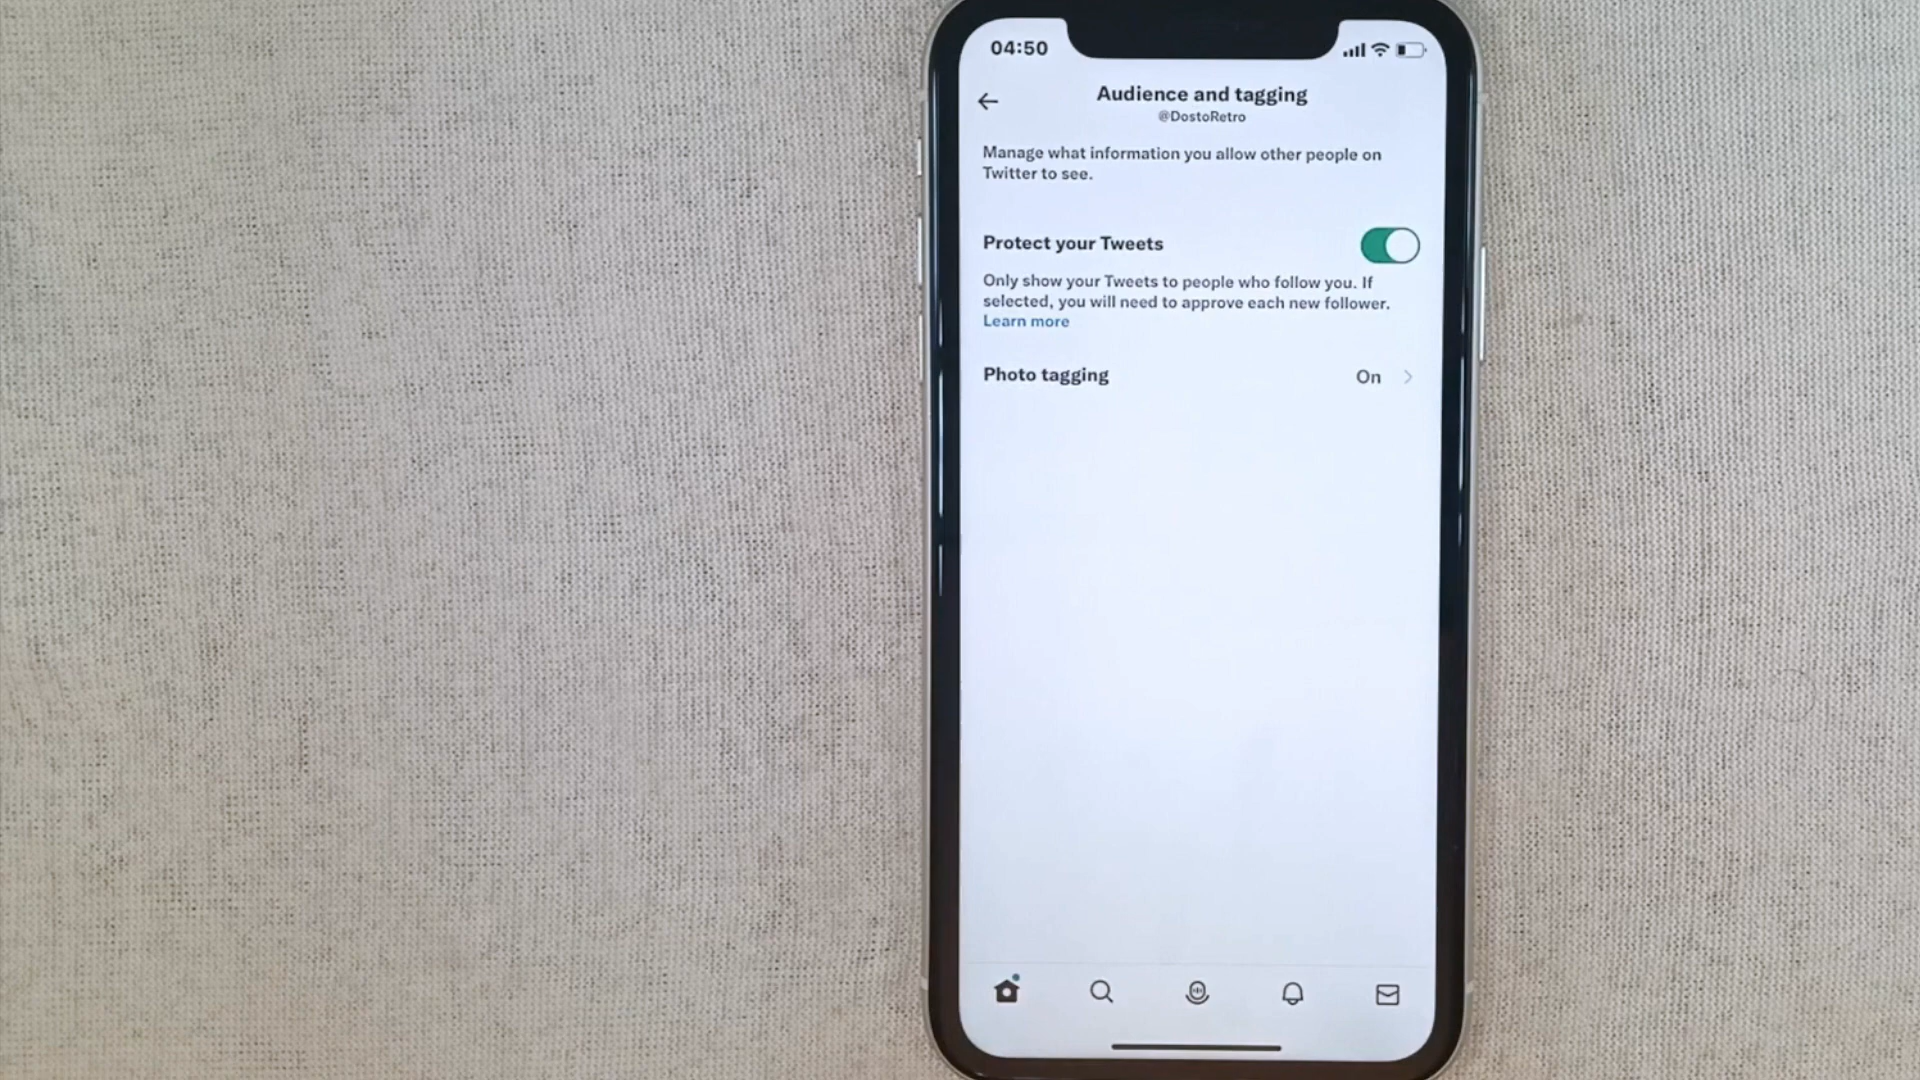 04:50
Audience and tagging
@DostoRetro
Manage what information you allow other people on
Twitter to see.
Protect your Tweets
Only show your Tweets to people who follow you. If
selected, you will need to approve each new follower.
Learn more
Photo tagging On